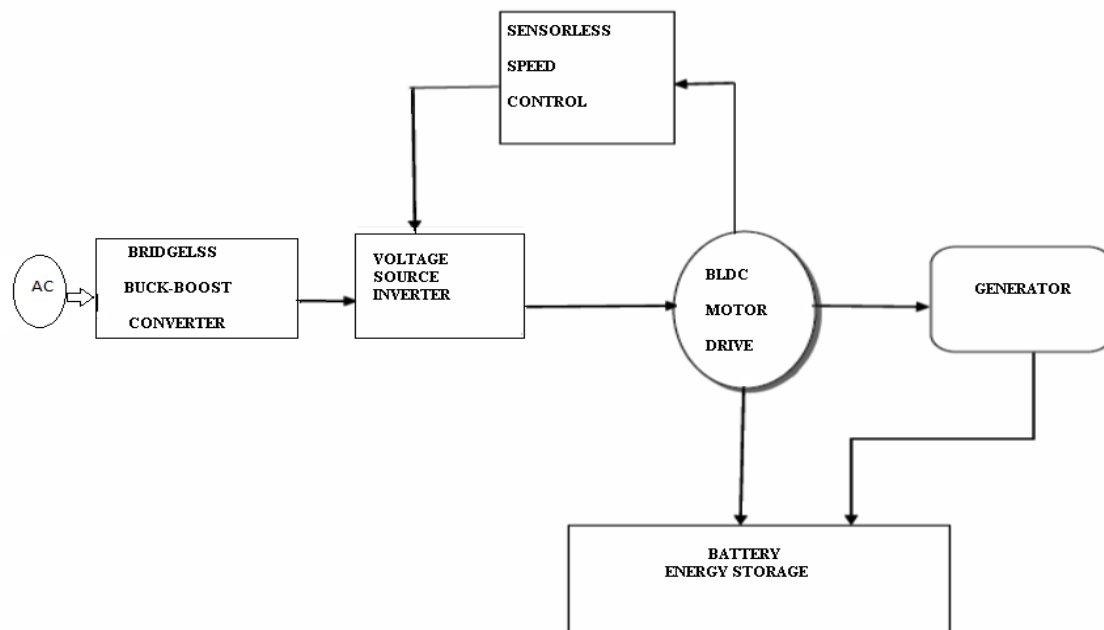 SENSORLESS
SPEED
CONTROL
AC
BRIDGELSS
BUCK-BOOST
CONVERTER
VOLTAGE
SOURCE
INVERTER
BLDC
MOTOR
DRIVE
GENERATOR
BATTERY
ENERGY STORAGE